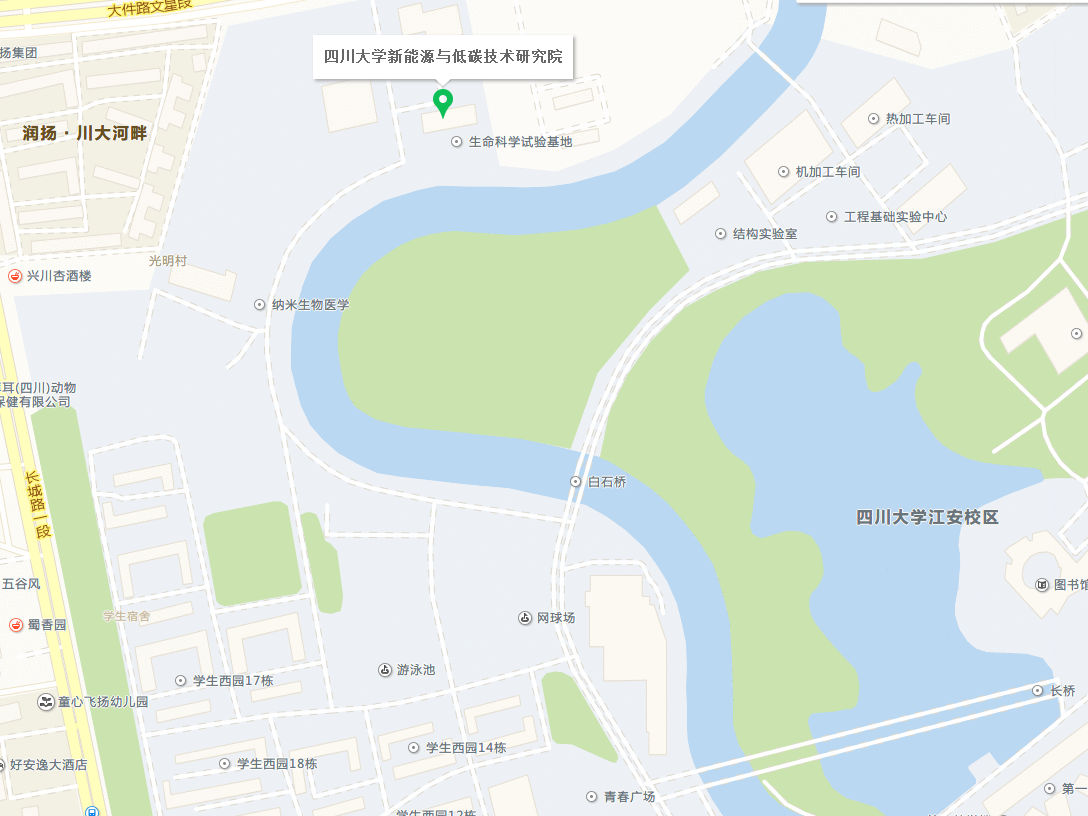 大件路文星段
扬集团
四川大学新能源与低碳技术研究院
润扬·川大河畔
生命科学试验基地
热加工车间
机加工车间
工程基础实验中心
结构实验室
光明村
兴川杏酒楼
纳米生物医学
耳(四川)动物
保健有限公司
长城路一段
白石桥
四川大学江安校区
五谷风
图书馆
学生宿舍
蜀香园
网球场
游泳池
学生西园17栋
童心飞扬幼儿园
长桥
学生西园14栋
好安逸大酒店
学生西园18栋
青春广场
第一
学生西园12栋